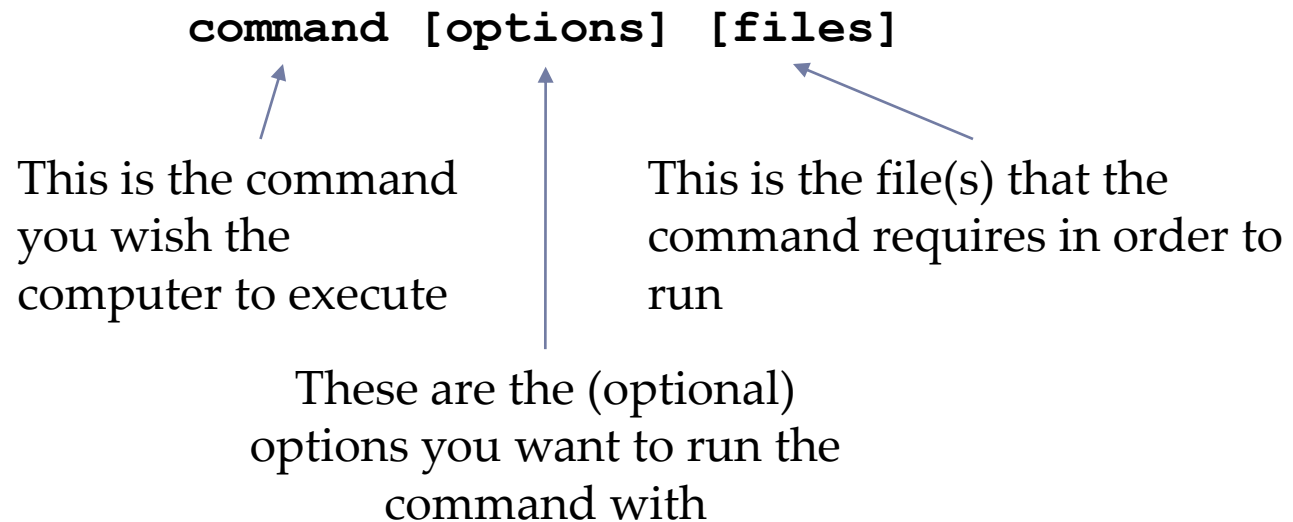 command [options] [files]
This is the command
you wish the
computer to execute
This is the file(s) that the
command requires in order to
run
These are the (optional)
options you want to run the
command with